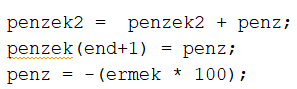 penzek2 =  penzek2 + penz;
penzek(end+1) = penz;
penz = -(ermek * 100);